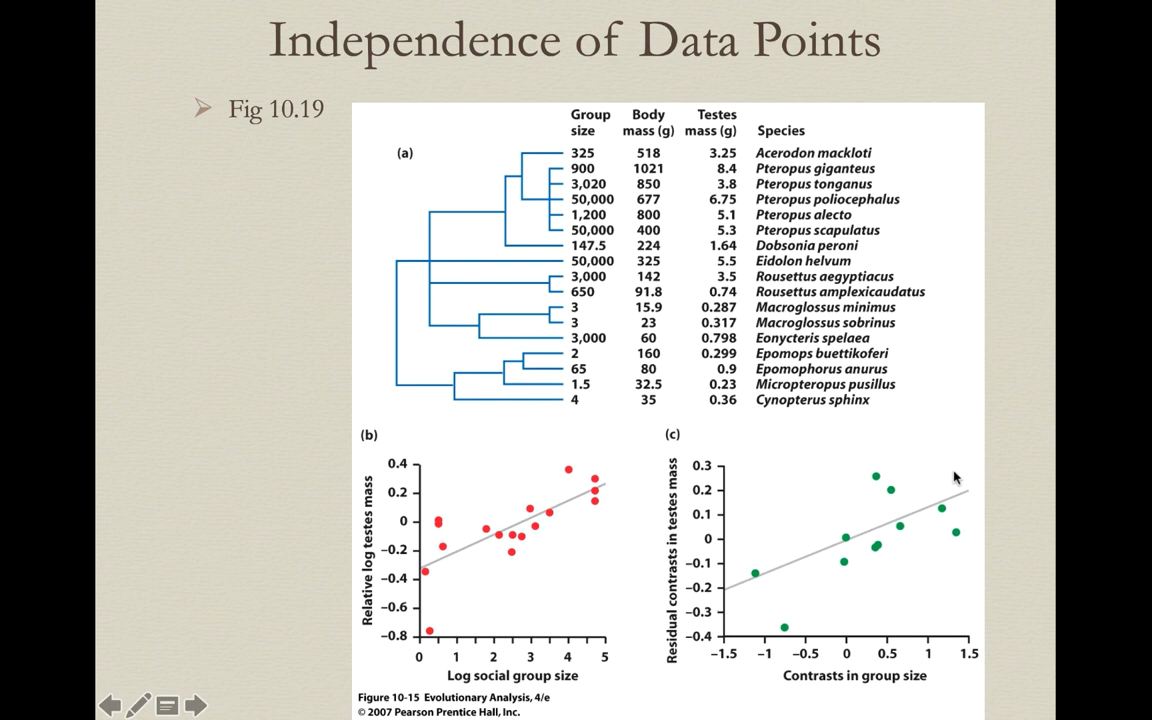 Independence of Data Points
Fig 10.19
Group size Body mass (g) Testes mass (g) Species
(a)
325 518 3.25 Acerodon mackloti
900 1021 8.4 Pteropus giganteus
3,020 850 3.8 Pteropus tonganus
50,000 677 6.75 Pteropus poliocephalus
1,200 800 5.1 Pteropus alecto
50,000 400 5.3 Pteropus scapulatus
147.5 224 1.64 Dobsonia peroni
50,000 325 5.5 Eidolon helvum
3,000 142 3.5 Rousettus aegyptiacus
650 91.8 0.74 Rousettus amplexicaudatus
3 15.9 0.287 Macroglossus minimus
3 23 0.317 Macroglossus sobrinus
3,000 60 0.798 Eonycteris spelaea
2 160 0.299 Epomops buettikoferi
65 80 0.9 Epomophorus anurus
1.5 32.5 0.23 Micropteropus pusillus
4 35 0.36 Cynopterus sphinx
(b)
Relative log testes mass
0.4
0.2
0
−0.2
−0.4
−0.6
−0.8
0 1 2 3 4 5
Log social group size
(c)
Residual contrasts in testes mass
0.3
0.2
0.1
0
−0.1
−0.2
−0.3
−0.4
−1.5 −1 −0.5 0 0.5 1 1.5
Contrasts in group size
Figure 10-15 Evolutionary Analysis, 4/e
© 2007 Pearson Prentice Hall, Inc.